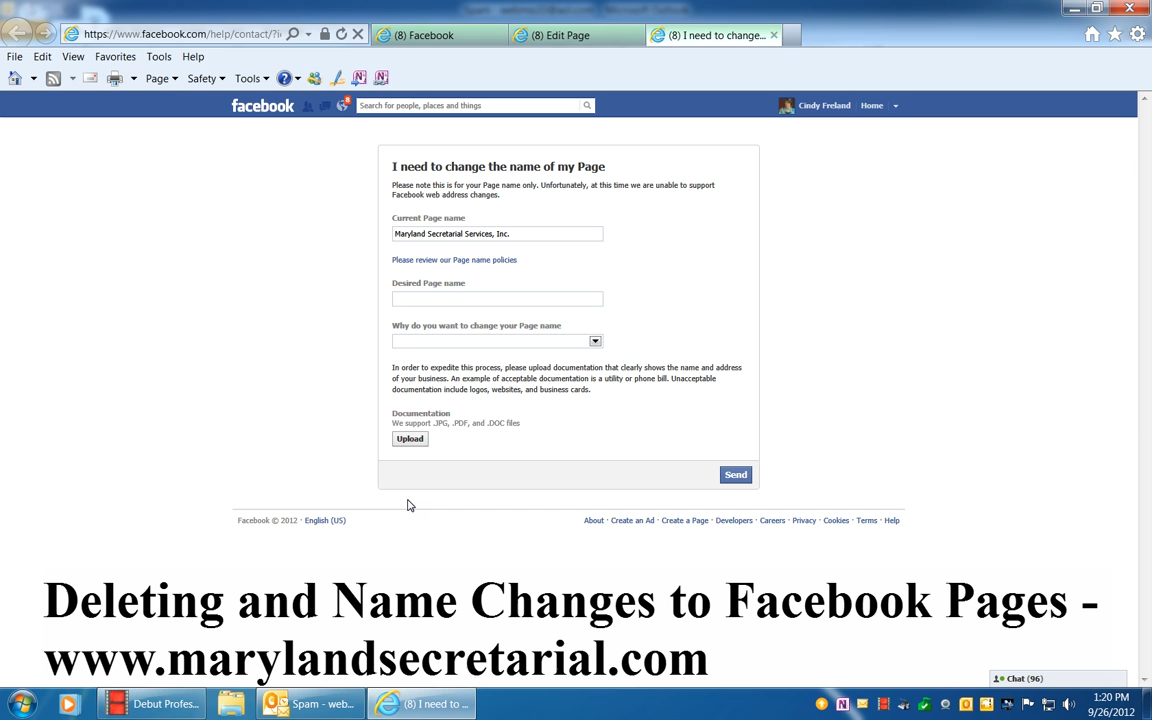 https://www.facebook.com/help/contact/?i
(8) Facebook
(8) Edit Page
(8) I need to change...
File Edit View Favorites Tools Help
Page Safety Tools
facebook
8
Search for people, places and things
Cindy Freland Home
I need to change the name of my Page
Please note this is for your Page name only. Unfortunately, at this time we are unable to support
Facebook web address changes.
Current Page name
Maryland Secretarial Services, Inc.
Please review our Page name policies
Desired Page name
Why do you want to change your Page name
In order to expedite this process, please upload documentation that clearly shows the name and address
of your business. An example of acceptable documentation is a utility or phone bill. Unacceptable
documentation include logos, websites, and business cards.
Documentation
We support .JPG, .PDF, and .DOC files
Upload
Send
Facebook © 2012 · English (US)
About · Create an Ad · Create a Page · Developers · Careers · Privacy · Cookies · Terms · Help
Deleting and Name Changes to Facebook Pages -
www.marylandsecretarial.com
Chat (96)
Debut Profes...
Spam - web...
(8) I need to ...
1:20 PM
9/26/2012